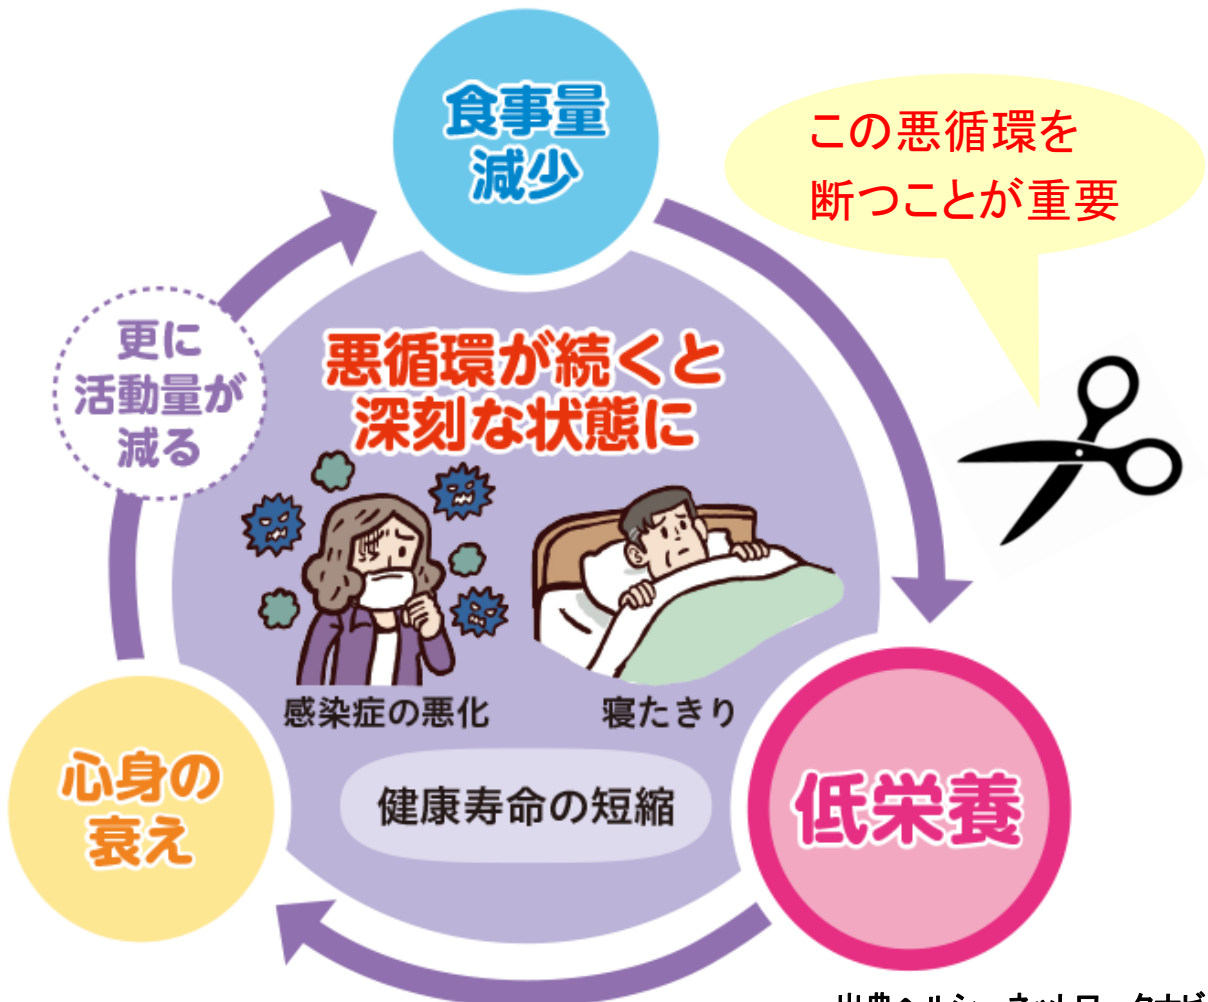 食事量
減少
この悪循環を
断つことが重要
更に
活動量が
減る
悪循環が続くと
深刻な状態に
感染症の悪化
寝たきり
心身の
衰え
健康寿命の短縮
低栄養